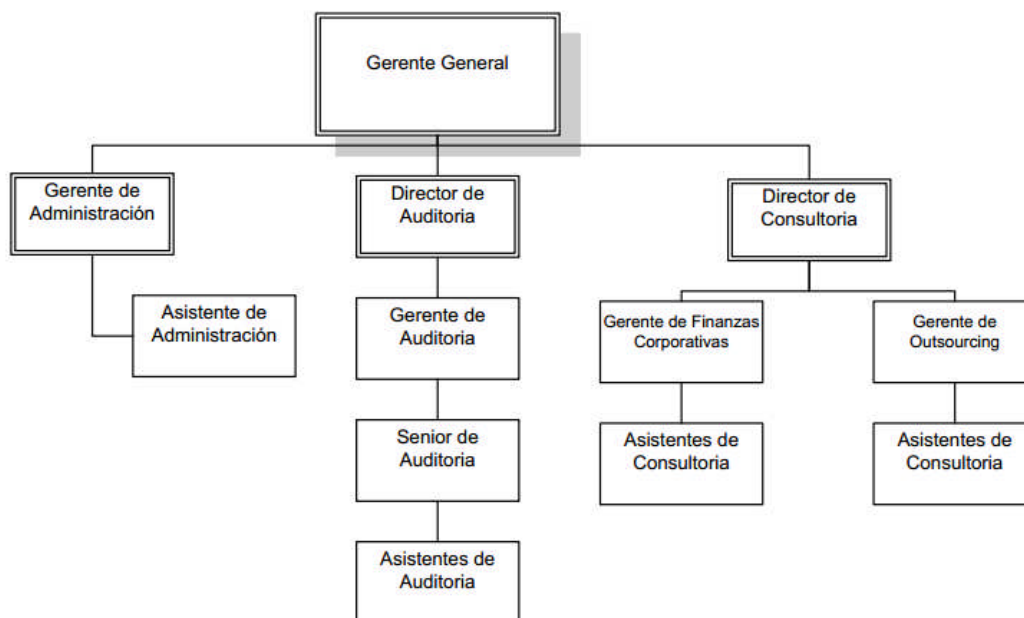 Gerente General
Gerente de
Administración
Director de
Auditoria
Director de
Consultoria
Asistente de
Administración
Gerente de
Auditoria
Gerente de Finanzas
Corporativas
Gerente de
Outsourcing
Senior de
Auditoria
Asistentes de
Consultoria
Asistentes de
Consultoria
Asistentes de
Auditoria